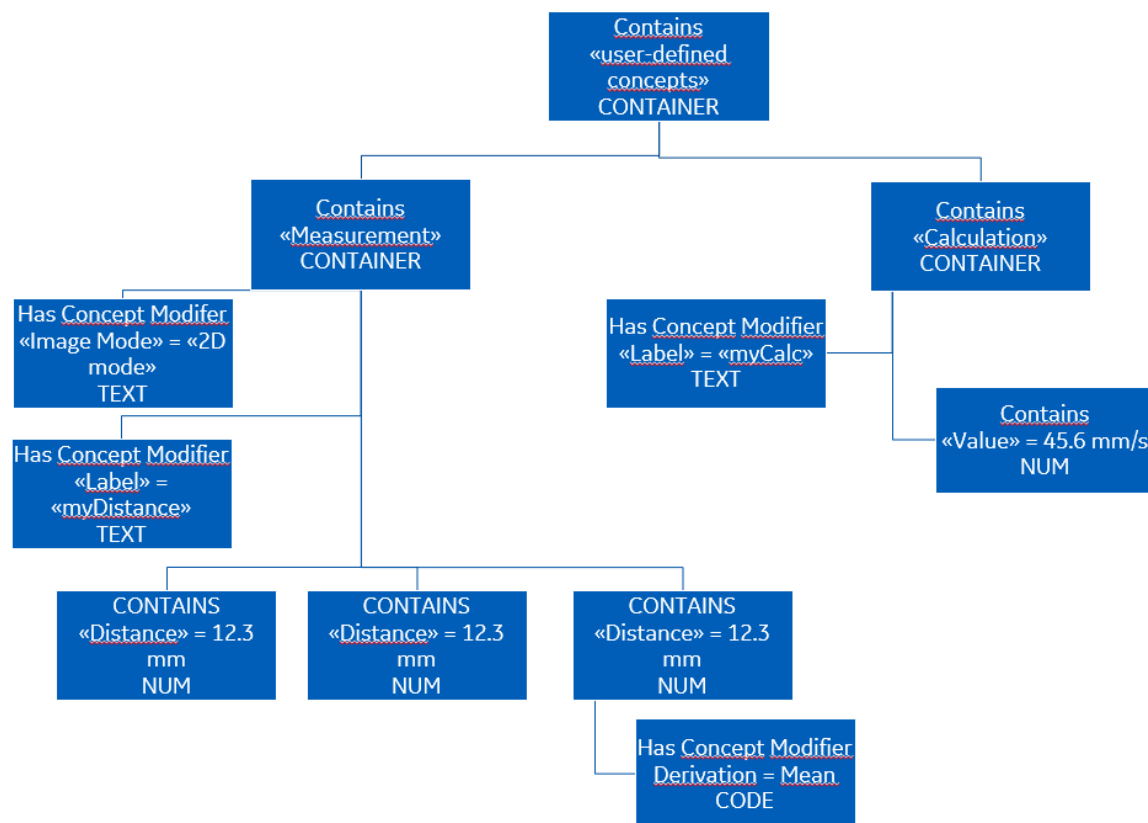 Contains
«user-defined
concepts»
CONTAINER
Contains
«Measurement»
CONTAINER
Contains
«Calculation»
CONTAINER
Has Concept Modifer
«Image Mode» = «2D
mode»
TEXT
Has Concept Modifier
«Label» = «myCalc»
TEXT
Contains
«Value» = 45.6 mm/s
NUM
Has Concept Modifier
«Label» =
«myDistance»
TEXT
CONTAINS
«Distance» = 12.3
mm
NUM
CONTAINS
«Distance» = 12.3
mm
NUM
CONTAINS
«Distance» = 12.3
mm
NUM
Has Concept Modifier
Derivation = Mean
CODE